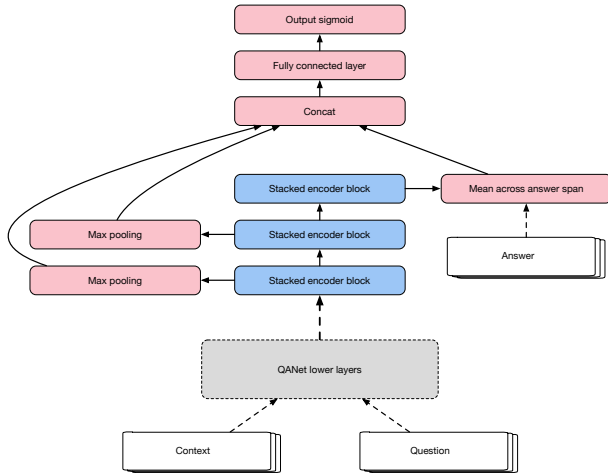 Output sigmoid
Fully connected layer
Concat
Stacked encoder block
Mean across answer span
Max pooling
Stacked encoder block
Answer
Max pooling
Stacked encoder block
QANet lower layers
Context
Question